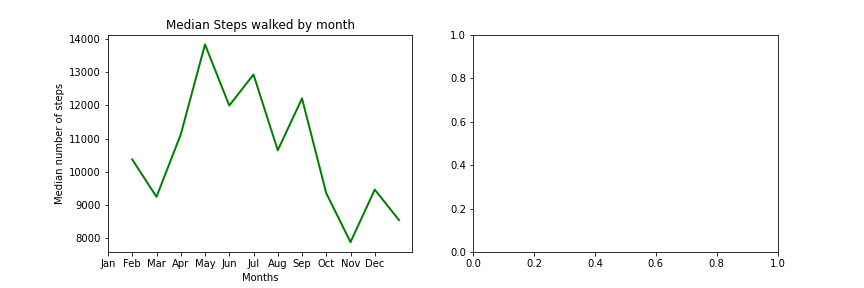 Median Steps walked by month
Median number of steps
14000
13000
12000
11000
10000
9000
8000
Jan Feb Mar Apr May Jun Jul Aug Sep Oct Nov Dec
Months
1.0
0.8
0.6
0.4
0.2
0.0
0.0 0.2 0.4 0.6 0.8 1.0